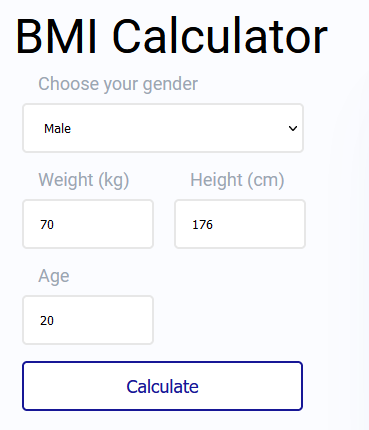 BMI Calculator
Choose your gender
Male
Weight (kg) Height (cm)
70 176
Age
20
Calculate